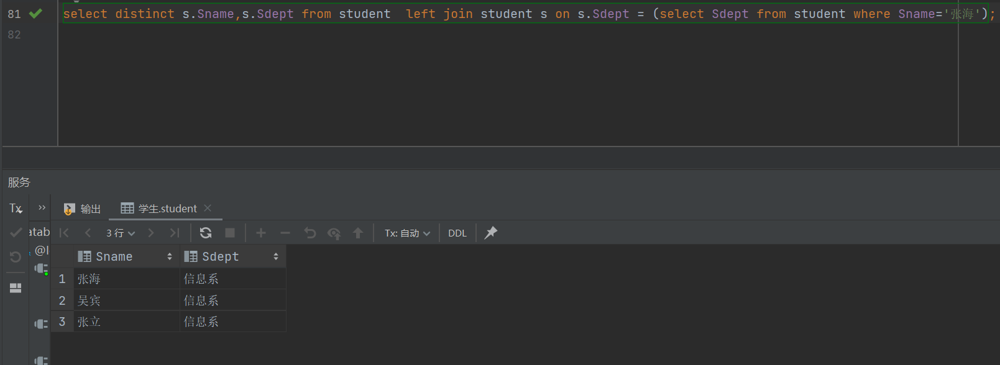 81 select distinct s.Sname,s.Sdept from student  left join student s on s.Sdept = (select Sdept from student where Sname='张海');
82
服务
Tx » 输出 学生.student
3 行 Tx: 自动 DDL
atab
@l
Sname Sdept
1 张海 信息系
2 吴宾 信息系
3 张立 信息系